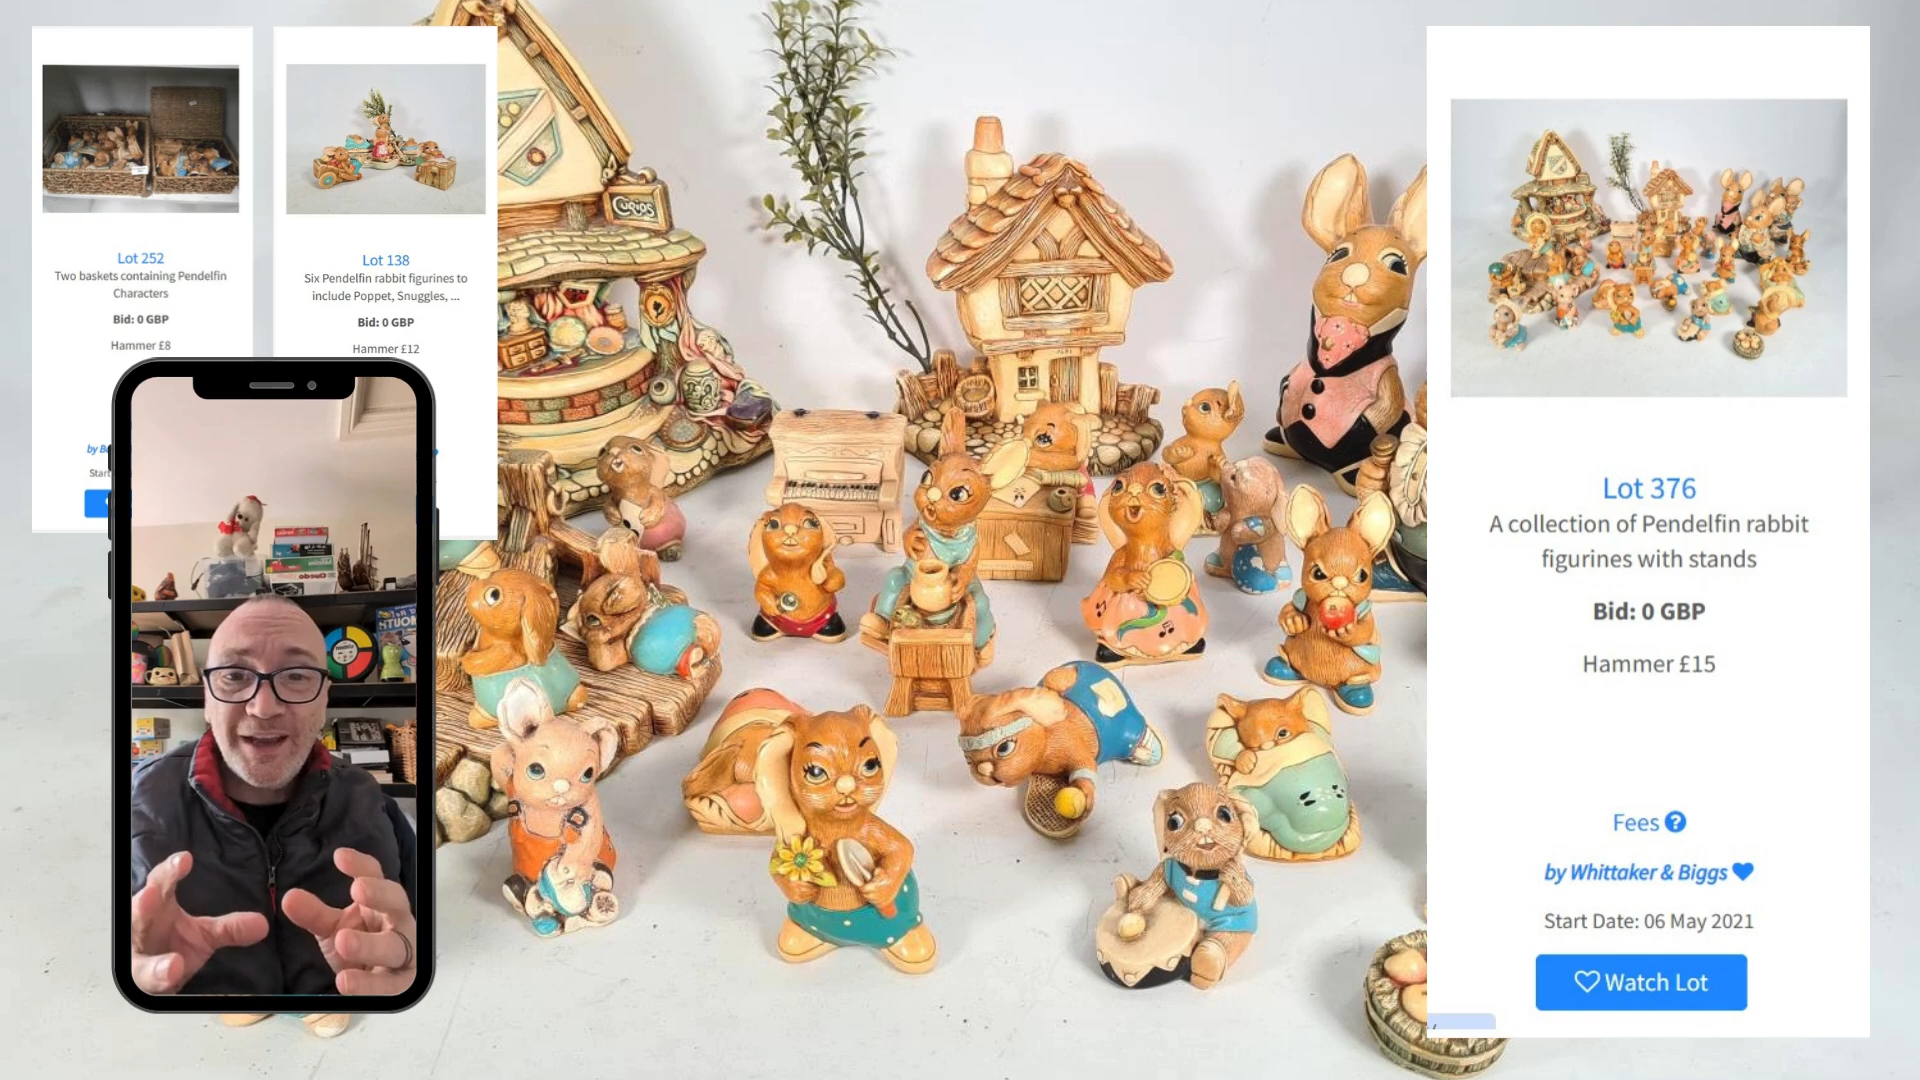 Lot 252
Two baskets containing Pendelfin
Characters
Bid: 0 GBP
Hammer £8
by
Start
Lot 138
Six Pendelfin rabbit figurines to
include Poppet, Snuggles, ...
Bid: 0 GBP
Hammer £12
CURIOS
Lot 376
A collection of Pendelfin rabbit
figurines with stands
Bid: 0 GBP
Hammer £15
Fees ?
by Whittaker & Biggs
Start Date: 06 May 2021
Watch Lot